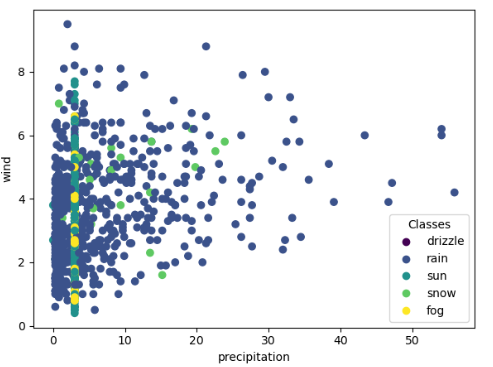 8
6
4
2
0
wind
Classes
drizzle
rain
sun
snow
fog
0 10 20 30 40 50
precipitation